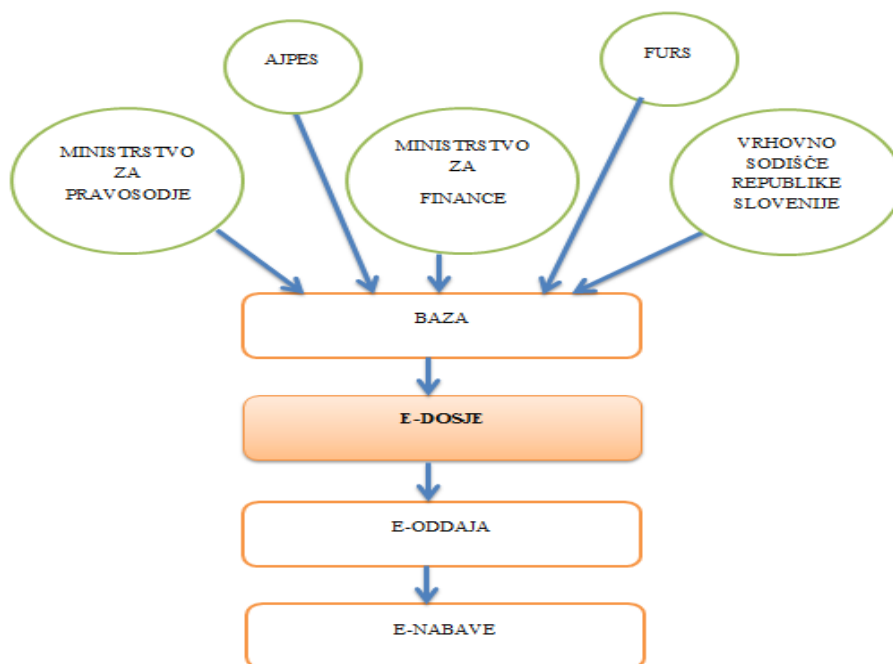 AJPES
FURS
MINISTRSTVO
ZA
PRAVOSODJE
MINISTRSTVO
ZA
FINANCE
VRHOVNO
SODIŠČE
REPUBLIKE
SLOVENIJE
BAZA
E-DOSJE
E-ODDAJA
E-NABAVE